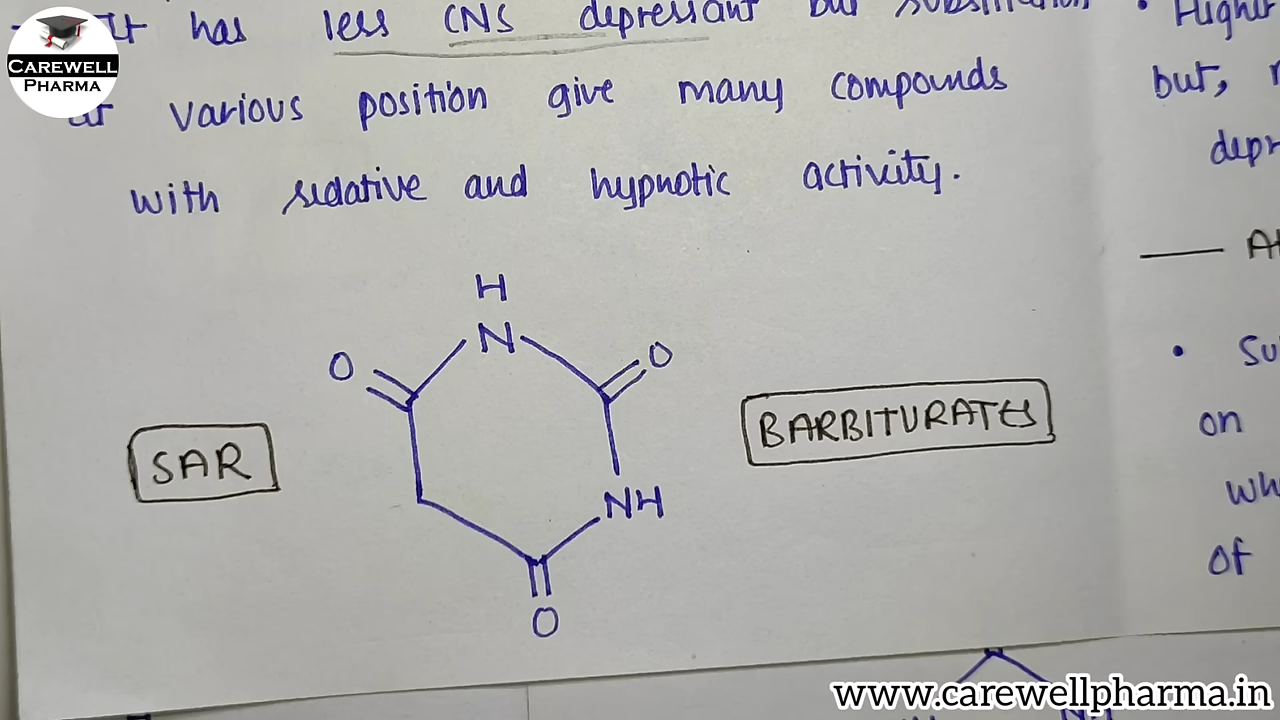 It has less CNS depressant but substitution
at various position give many compounds
with sedative and hypnotic activity.
CAREWELL
PHARMA
• Higher
but,
H
N
O
O
NH
O
SAR
BARBITURATES
• Su
on
wh
of
www.carewellpharma.in